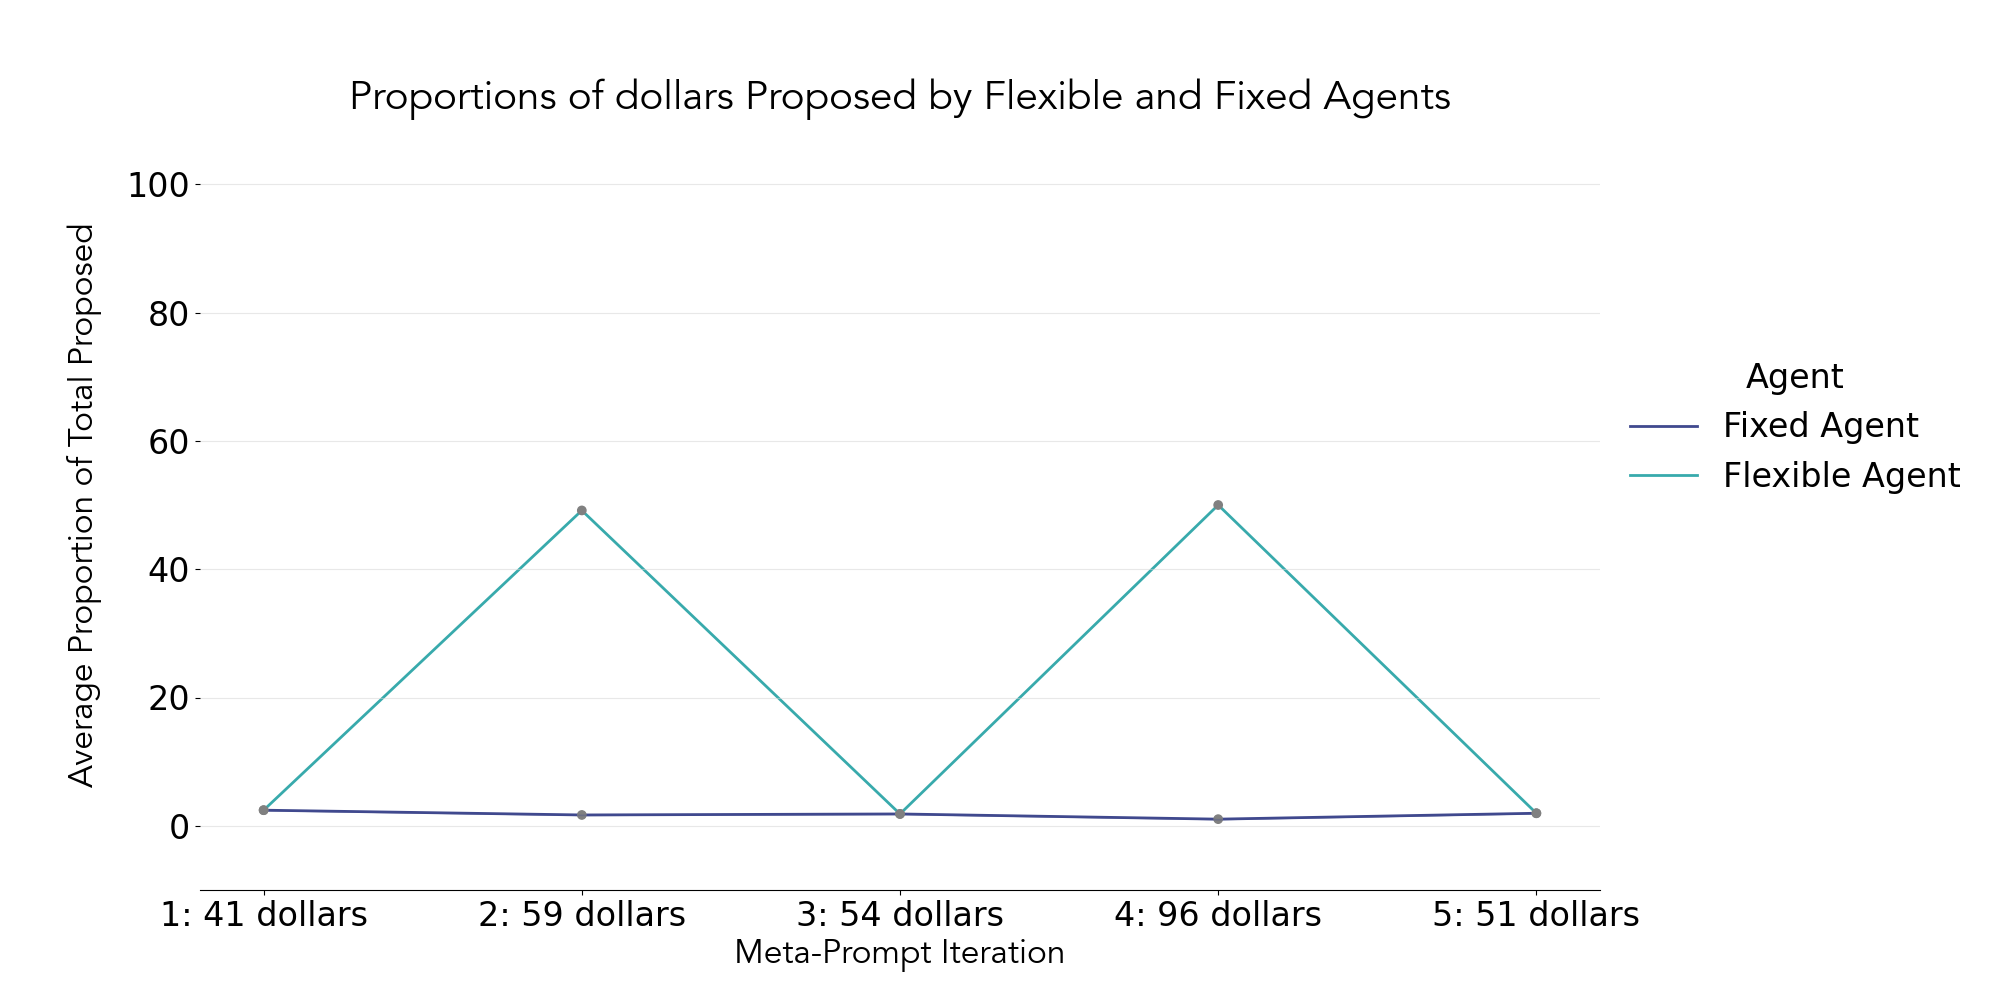 Proportions of dollars Proposed by Flexible and Fixed Agents
Average Proportion of Total Proposed
100
80
60
40
20
0
1: 41 dollars
2: 59 dollars
3: 54 dollars
4: 96 dollars
5: 51 dollars
Meta-Prompt Iteration
Agent
Fixed Agent
Flexible Agent